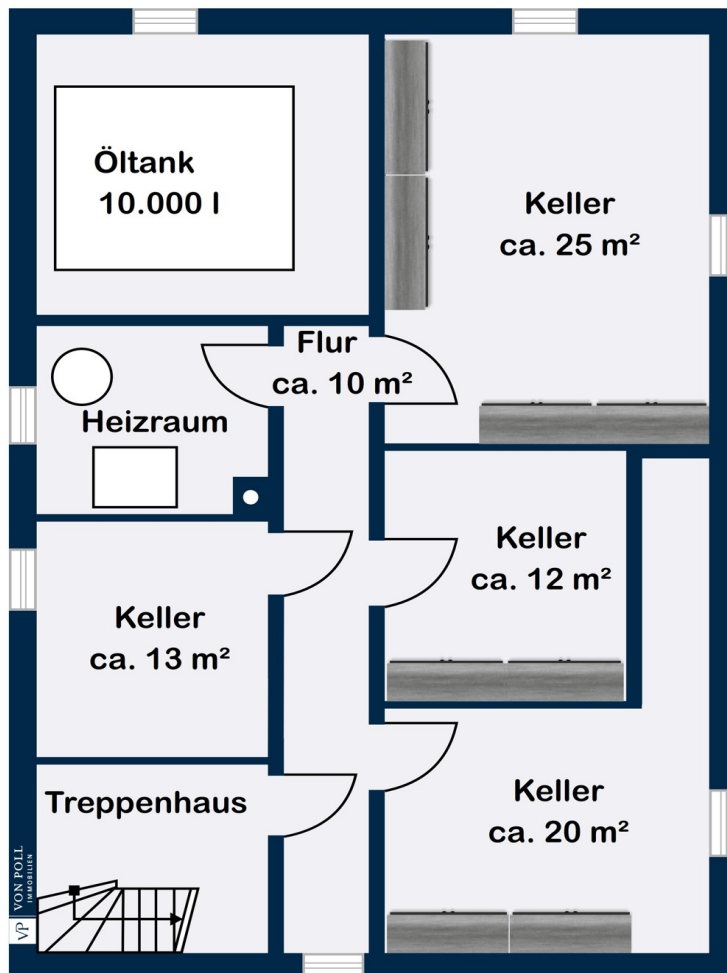 Öltank
10.000 l
Keller
ca. 25 m²
Flur
ca. 10 m²
Heizraum
Keller
ca. 12 m²
Keller
ca. 13 m²
Treppenhaus
Keller
ca. 20 m²
VP
VON POLL
IMMOBILIEN